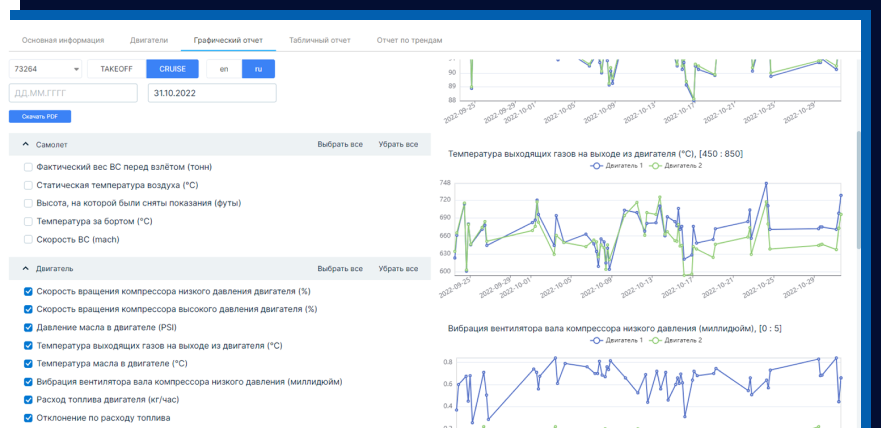 Основная информация
Двигатели
Графический отчет
Табличный отчет
Отчет по трендам
73264
TAKEOFF
CRUISE
en
ru
ДД.ММ.ГГГГ
31.10.2022
Скачать PDF
Самолет
Выбрать все
Убрать все
Фактический вес ВС перед взлётом (тонн)
Статическая температура воздуха (°C)
Высота, на которой были сняты показания (футы)
Температура за бортом (°C)
Скорость ВС (mach)
Двигатель
Выбрать все
Убрать все
Скорость вращения компрессора низкого давления двигателя (%)
Скорость вращения компрессора высокого давления двигателя (%)
Давление масла в двигателе (PSI)
Температура выходящих газов на выходе из двигателя (°C)
Температура масла в двигателе (°C)
Вибрация вентилятора вала компрессора низкого давления (миллидюйм)
Расход топлива двигателя (кг/час)
Отклонение по расходу топлива
90
89
88
2022-09-25
2022-09-29
2022-10-01
2022-10-05
2022-10-09
2022-10-13
2022-10-17
2022-10-21
2022-10-25
2022-10-29
Температура выходящих газов на выходе из двигателя (°C), [450 : 850]
Двигатель 1
Двигатель 2
748
720
690
660
630
600
2022-09-25
2022-09-29
2022-10-01
2022-10-05
2022-10-09
2022-10-13
2022-10-17
2022-10-21
2022-10-25
2022-10-29
Вибрация вентилятора вала компрессора низкого давления (миллидюйм), [0 : 5]
Двигатель 1
Двигатель 2
0.8
0.6
0.4